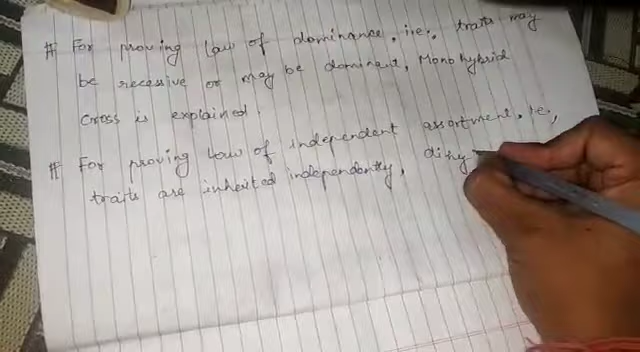 # For proving law of dominance, i.e., traits may
be recessive or may be dominant, Monohybrid
cross is explained.
# For proving law of independent assortment, i.e.,
traits are inherited independently, dihy